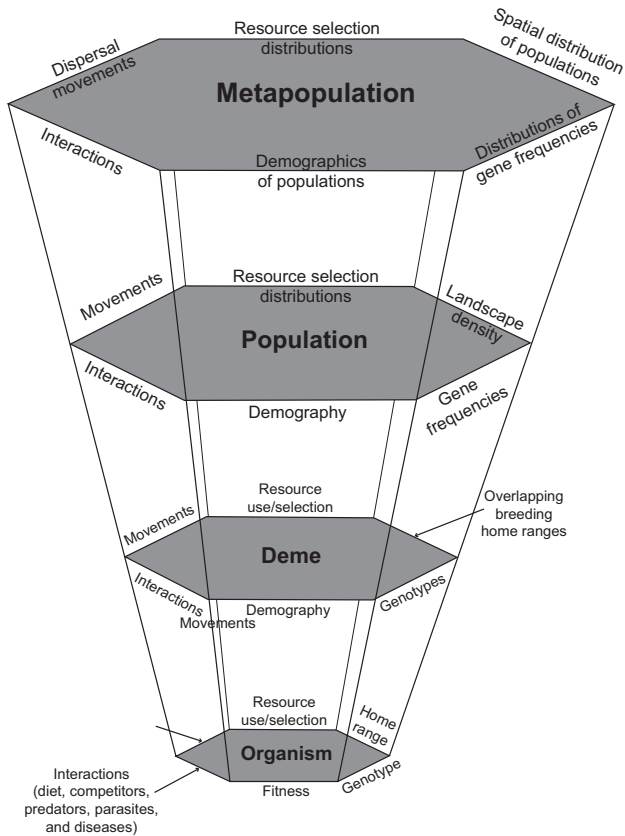 Resource selection
distributions
Spatial distribution
of populations
Dispersal
movements
Metapopulation
Interactions
Demographics
of populations
Distributions of
gene frequencies
Movements
Resource selection
distributions
Landscape
density
Population
Interactions
Demography
Gene
frequencies
Movements
Resource
use/selection
Overlapping
breeding
home ranges
Deme
Interactions
Demography
Genotypes
Movements
Resource
use/selection
Home
range
Organism
Interactions
(diet, competitors,
predators, parasites,
and diseases)
Fitness
Genotype